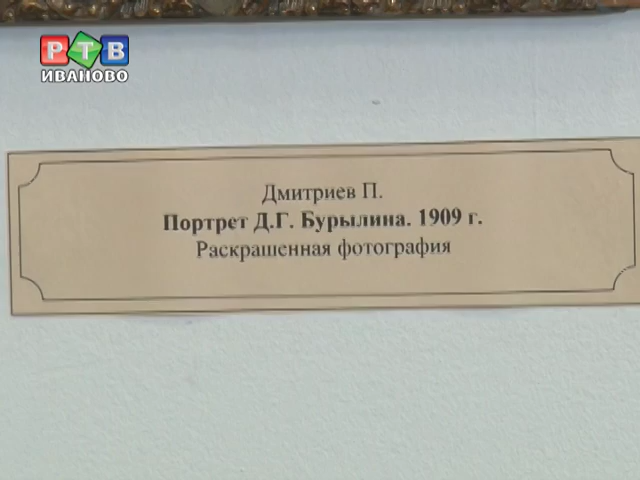 РТВ
ИВАНОВО
Дмитриев П.
Портрет Д.Г. Бурылина. 1909 г.
Раскрашенная фотография